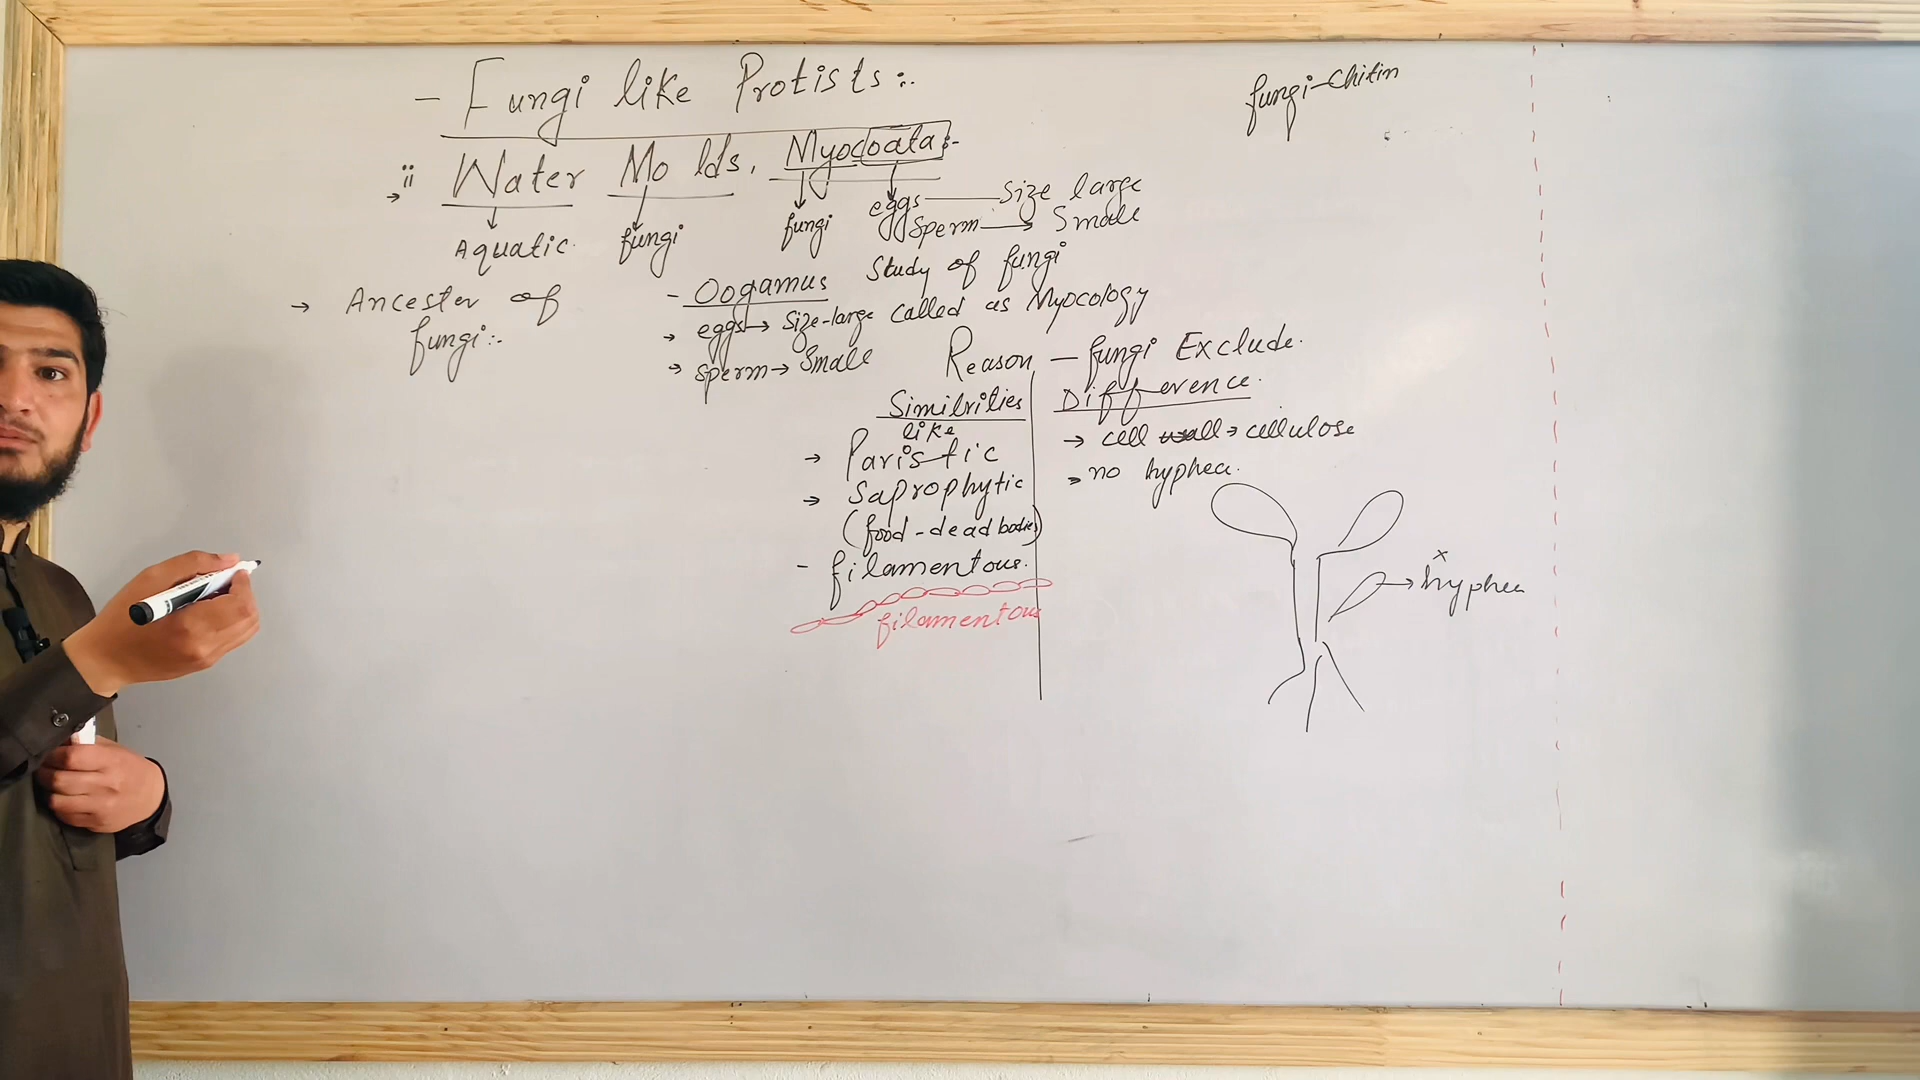 - Fungi like Protists:.
fungi-Chitin
ii Water Molds, Myocoata:-
→ Aquatic. fungi fungi eggs — Size large
Sperm → Small
→ Ancester of fungi:-
Study of fungi called as Myocology
- Oogamus
→ eggs → Size-large
→ Sperm → Small
Reason - fungi Exclude.
Similrities
like
→ Paristic
→ Saprophytic
(food-dead bodies)
- filamentous.
filamentous
Difference.
→ cell wall → cellulose
→ no hyphea.
x
→ hyphea